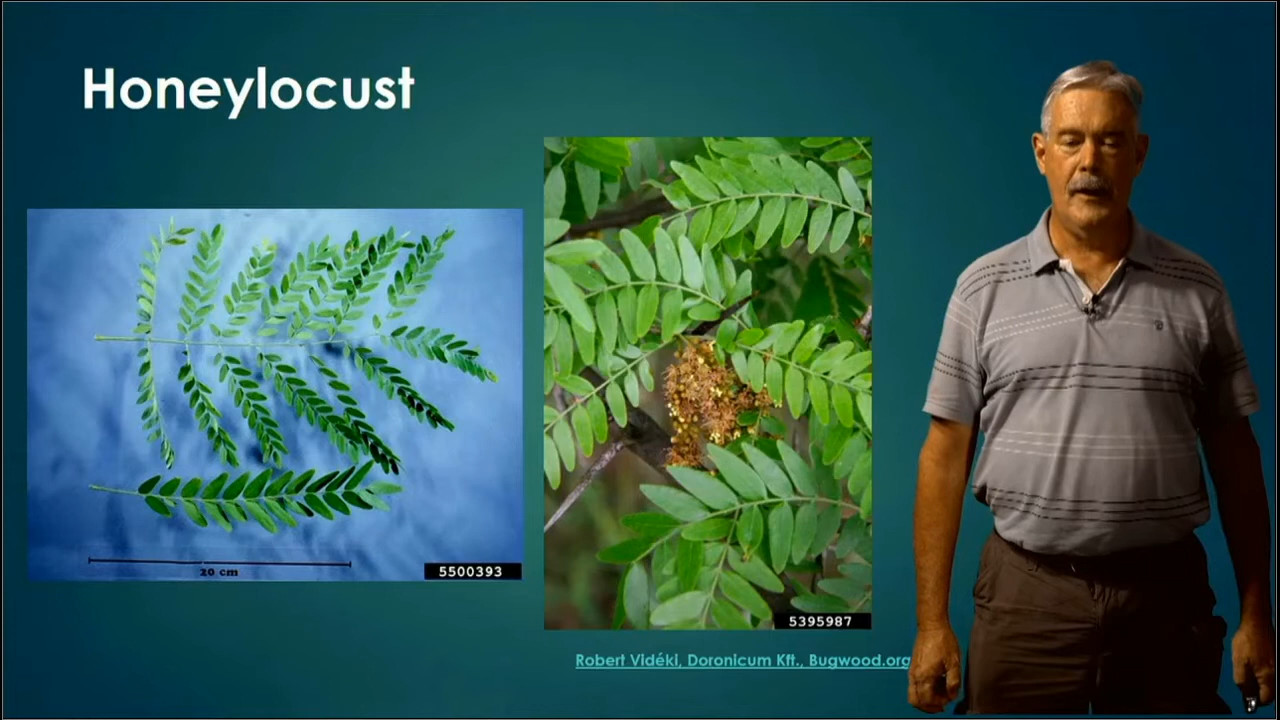 Honeylocust
20 cm
5500393
5395987
Robert Vidéki, Doronicum Kft., Bugwood.org